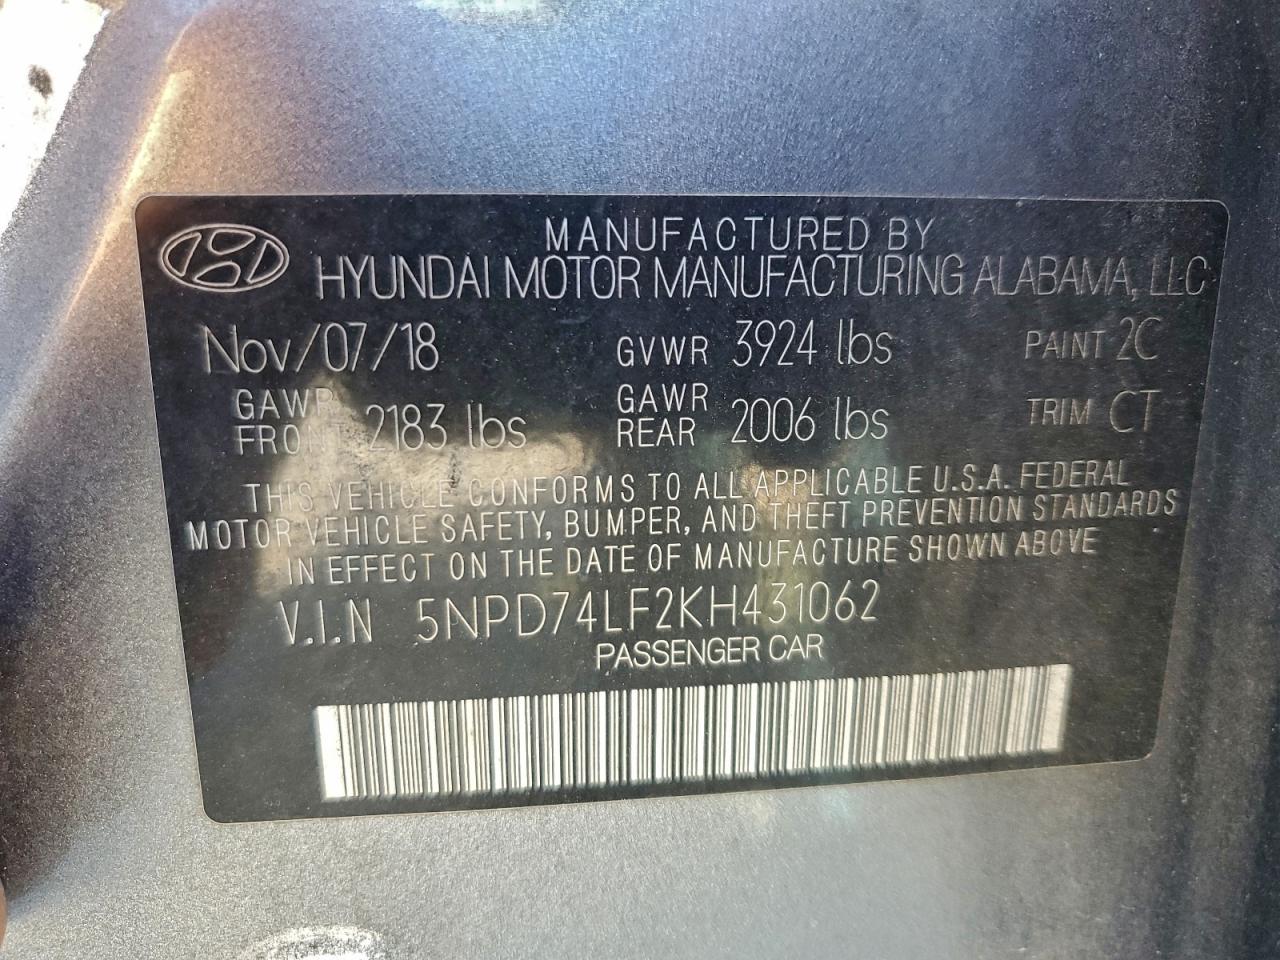 MANUFACTURED BY
HYUNDAI MOTOR MANUFACTURING ALABAMA, LLC
Nov/07/18 GVWR 3924 lbs PAINT 2C
GAWR FRONT 2183 lbs GAWR REAR 2006 lbs TRIM CT
THIS VEHICLE CONFORMS TO ALL APPLICABLE U.S.A. FEDERAL
MOTOR VEHICLE SAFETY, BUMPER, AND THEFT PREVENTION STANDARDS
IN EFFECT ON THE DATE OF MANUFACTURE SHOWN ABOVE
V.I.N 5NPD74LF2KH431062
PASSENGER CAR